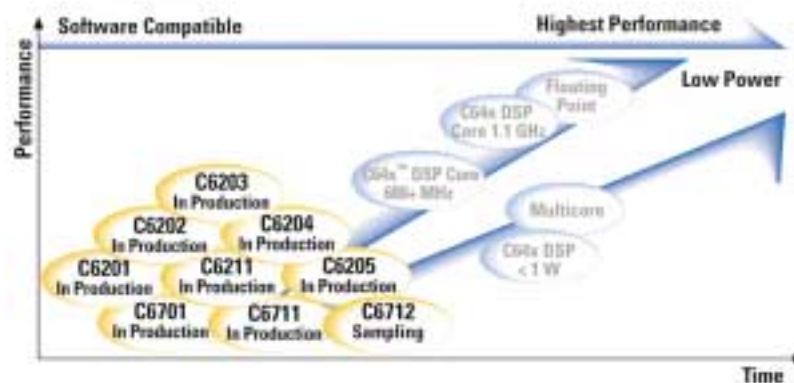 Software Compatible
Highest Performance
Low Power
Performance
Floating
Point
C64x DSP
Core 1.1 GHz
C64x™ DSP Core
600+ MHz
Multicore
C64x DSP
< 1 W
C6203
In Production
C6202
In Production
C6204
In Production
C6201
In Production
C6211
In Production
C6205
In Production
C6701
In Production
C6711
In Production
C6712
Sampling
Time